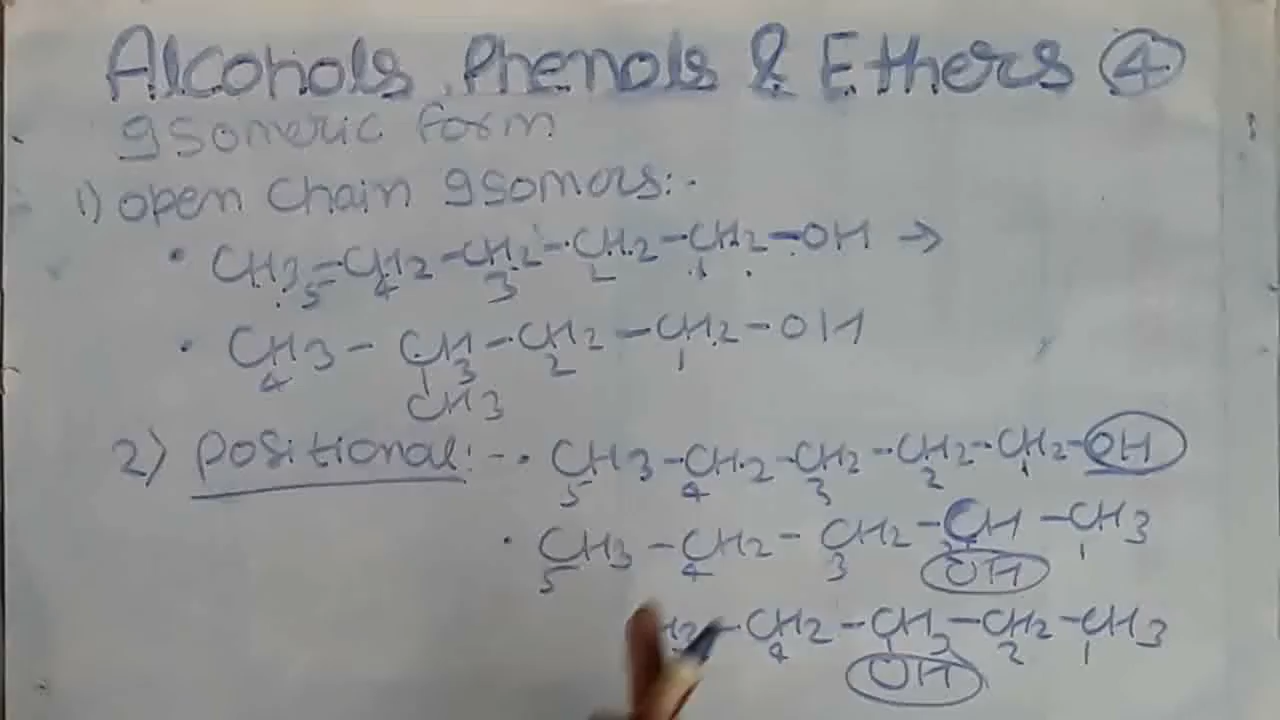 Alcohols, Phenols & Ethers 4
Isomeric form
1) open Chain Isomers:-
• CH3-CH2-CH2-CH2-CH2-OH →
5 4 3 2 1
• CH3-CH-CH2-CH2-OH
4 3 2 1
CH3
2) Positional:- • CH3-CH2-CH2-CH2-CH2-OH
5 4 3 2 1
• CH3-CH2-CH2-CH-CH3
5 4 3 2 1
OH
H3-CH2-CH-CH2-CH3
4 3 2 1
OH